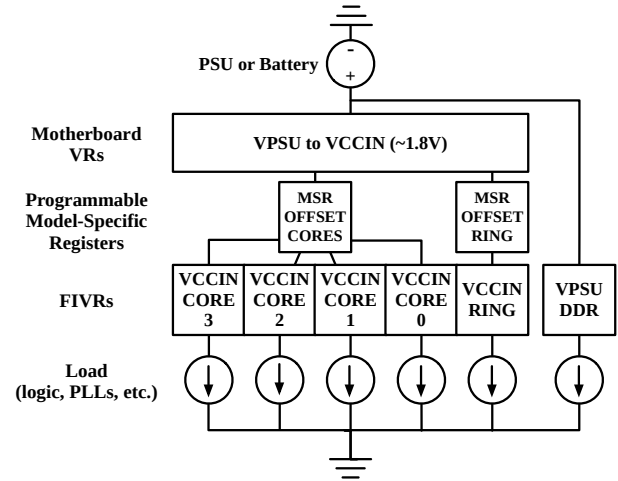 -
PSU or Battery
+
Motherboard
VRs
VPSU to VCCIN (~1.8V)
Programmable
Model-Specific
Registers
MSR
OFFSET
CORES
MSR
OFFSET
RING
FIVRs
VCCIN
CORE
3
VCCIN
CORE
2
VCCIN
CORE
1
VCCIN
CORE
0
VCCIN
RING
VPSU
DDR
Load
(logic, PLLs, etc.)